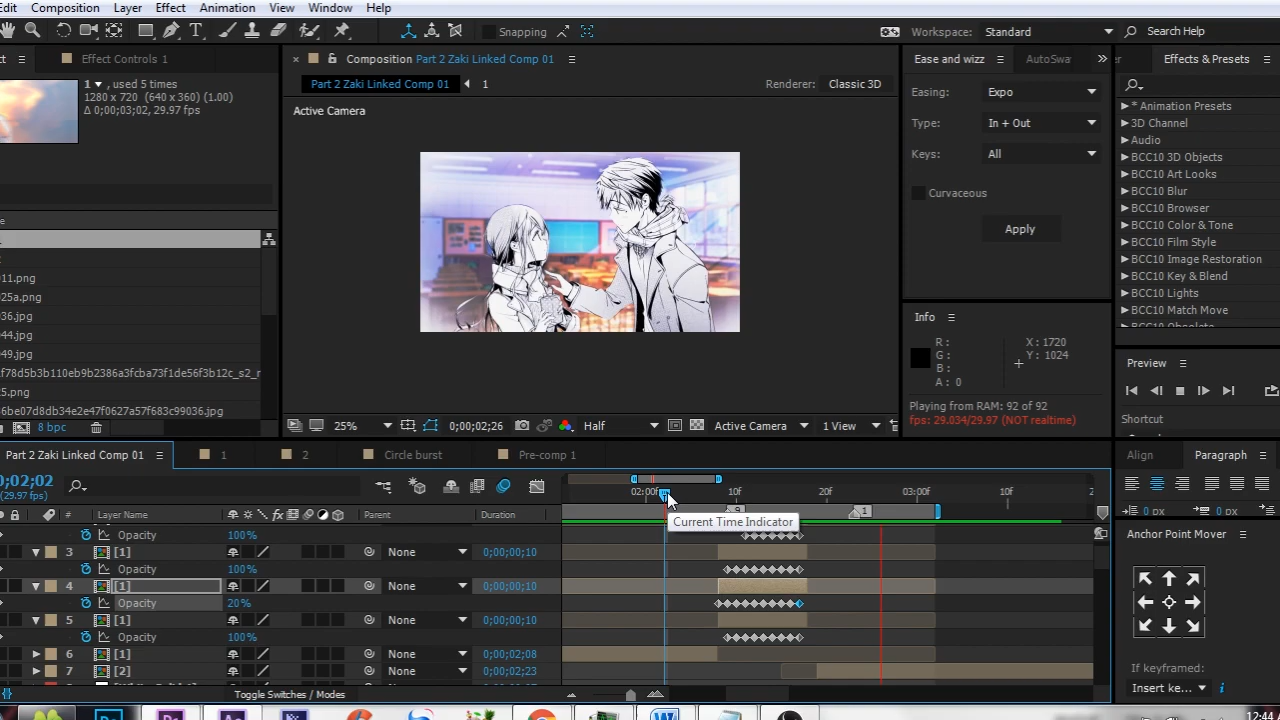 Edit Composition Layer Effect Animation View Window Help
Snapping Workspace: Standard Search Help
Effect Controls 1
1 , used 5 times
1280 x 720 (640 x 360) (1.00)
Δ 0;00;03;02, 29.97 fps
11.png
025a.png
036.jpg
044.jpg
049.jpg
f78d5b3b110eb9b2386a3fcba73f1de56f3b12c_s2_r
5.png
8 bpc
× Composition Part 2 Zaki Linked Comp 01
Part 2 Zaki Linked Comp 01 1 Renderer: Classic 3D
Active Camera
25% 0;00;02;26 Half Active Camera 1 View
Ease and wizz AutoSwa
Easing: Expo
Type: In + Out
Keys: All
Curvaceous
Apply
Info
R :
G :
B :
A : 0
X : 1720
Y : 1024
Playing from RAM: 92 of 92
fps: 29.034/29.97 (NOT realtime)
Effects & Presets
* Animation Presets
3D Channel
Audio
BCC10 3D Objects
BCC10 Art Looks
BCC10 Blur
BCC10 Browser
BCC10 Color & Tone
BCC10 Film Style
BCC10 Image Restoration
BCC10 Key & Blend
BCC10 Lights
BCC10 Match Move
BCC10 Obsolete
Preview
Shortcut
Part 2 Zaki Linked Comp 01 1 2 Circle burst Pre-comp 1
0;02;02
(29.97 fps)
02:00f 10f 20f 03:00f 10f 2
# Layer Name Parent Duration
9 1
Current Time Indicator
Opacity 100%
3 [1] None 0;00;00;10
Opacity 100%
4 [1] None 0;00;00;10
Opacity 20%
5 [1] None 0;00;00;10
Opacity 100%
6 [1] None 0;00;02;08
7 [2] None 0;00;02;23
Toggle Switches / Modes
Align Paragraph
0 px 0 px
Anchor Point Mover
If keyframed:
Insert ke...
12:44